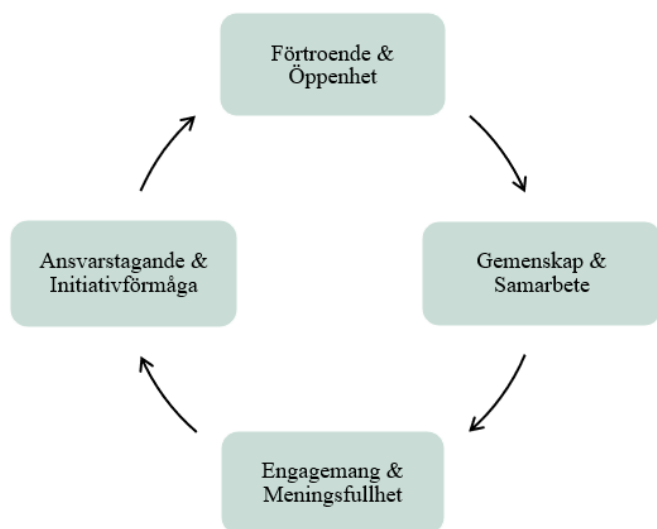 Förtroende &
Öppenhet
Gemenskap &
Samarbete
Engagemang &
Meningsfullhet
Ansvarstagande &
Initiativförmåga